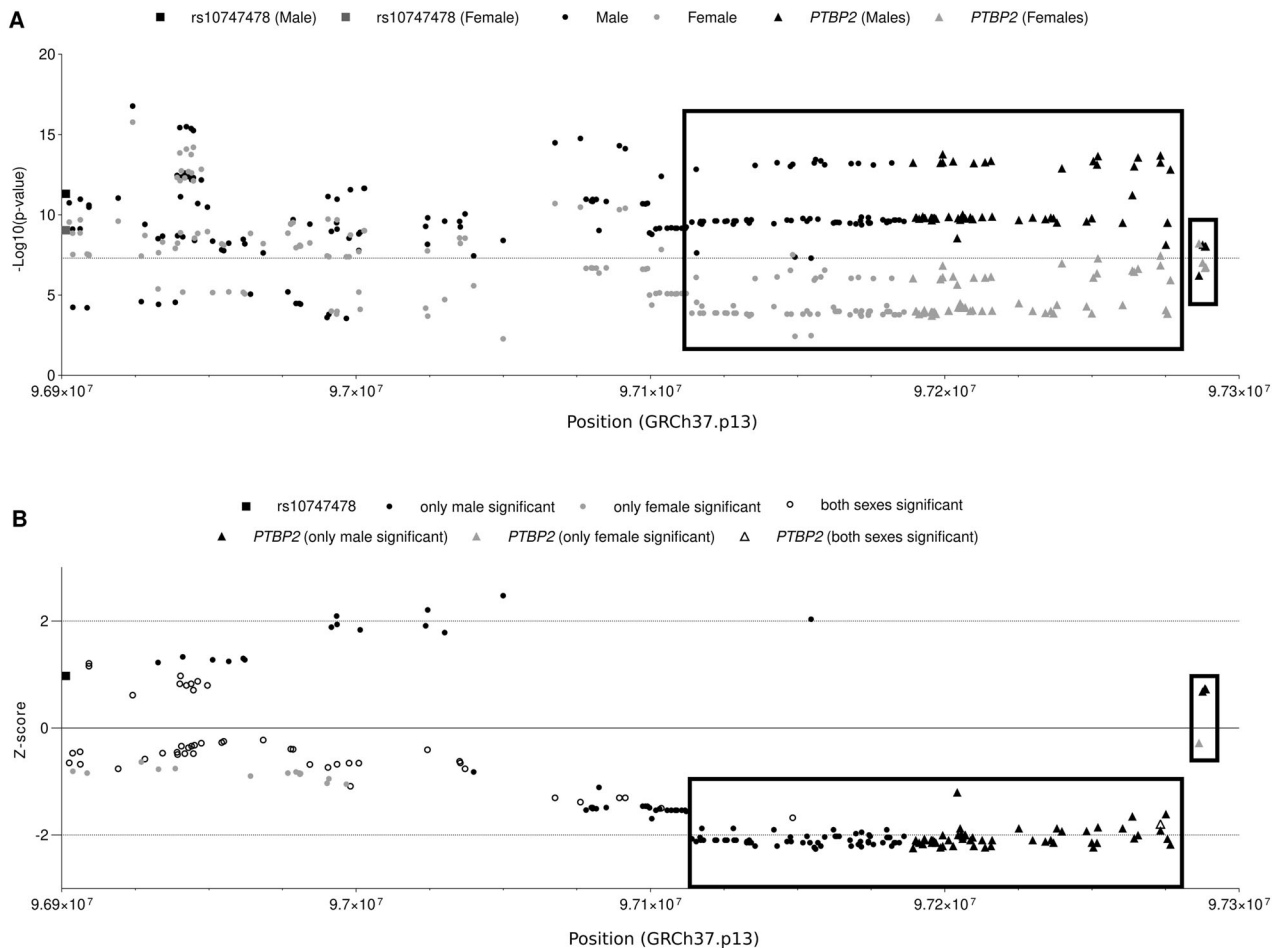 A
rs10747478 (Male) rs10747478 (Female) Male Female PTBP2 (Males) PTBP2 (Females)
20
15
10
5
0
-Log10(p-value)
9.69×10⁷ 9.7×10⁷ 9.71×10⁷ 9.72×10⁷ 9.73×10⁷
Position (GRCh37.p13)
B
rs10747478 only male significant only female significant both sexes significant
PTBP2 (only male significant) PTBP2 (only female significant) PTBP2 (both sexes significant)
2
0
-2
Z-score
9.69×10⁷ 9.7×10⁷ 9.71×10⁷ 9.72×10⁷ 9.73×10⁷
Position (GRCh37.p13)